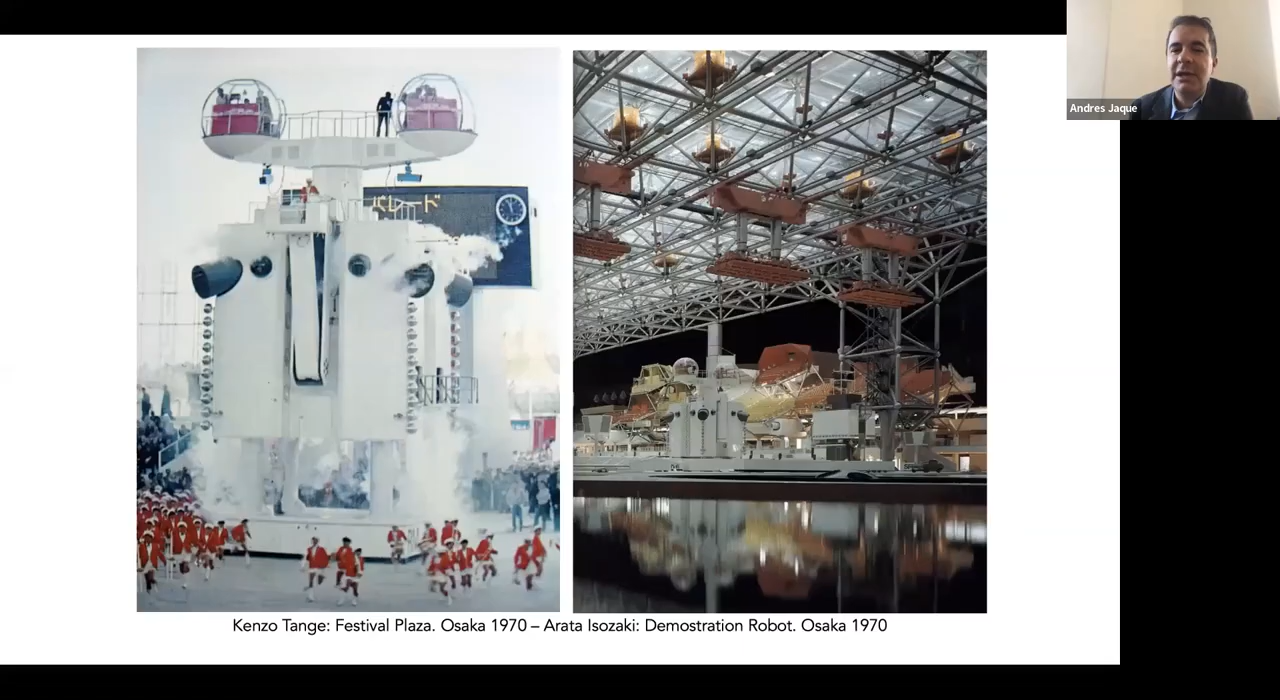 Andres Jaque
パレード
Kenzo Tange: Festival Plaza. Osaka 1970 – Arata Isozaki: Demostration Robot. Osaka 1970